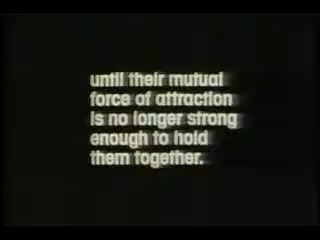 until their mutual
force of attraction
is no longer strong
enough to hold
them together.